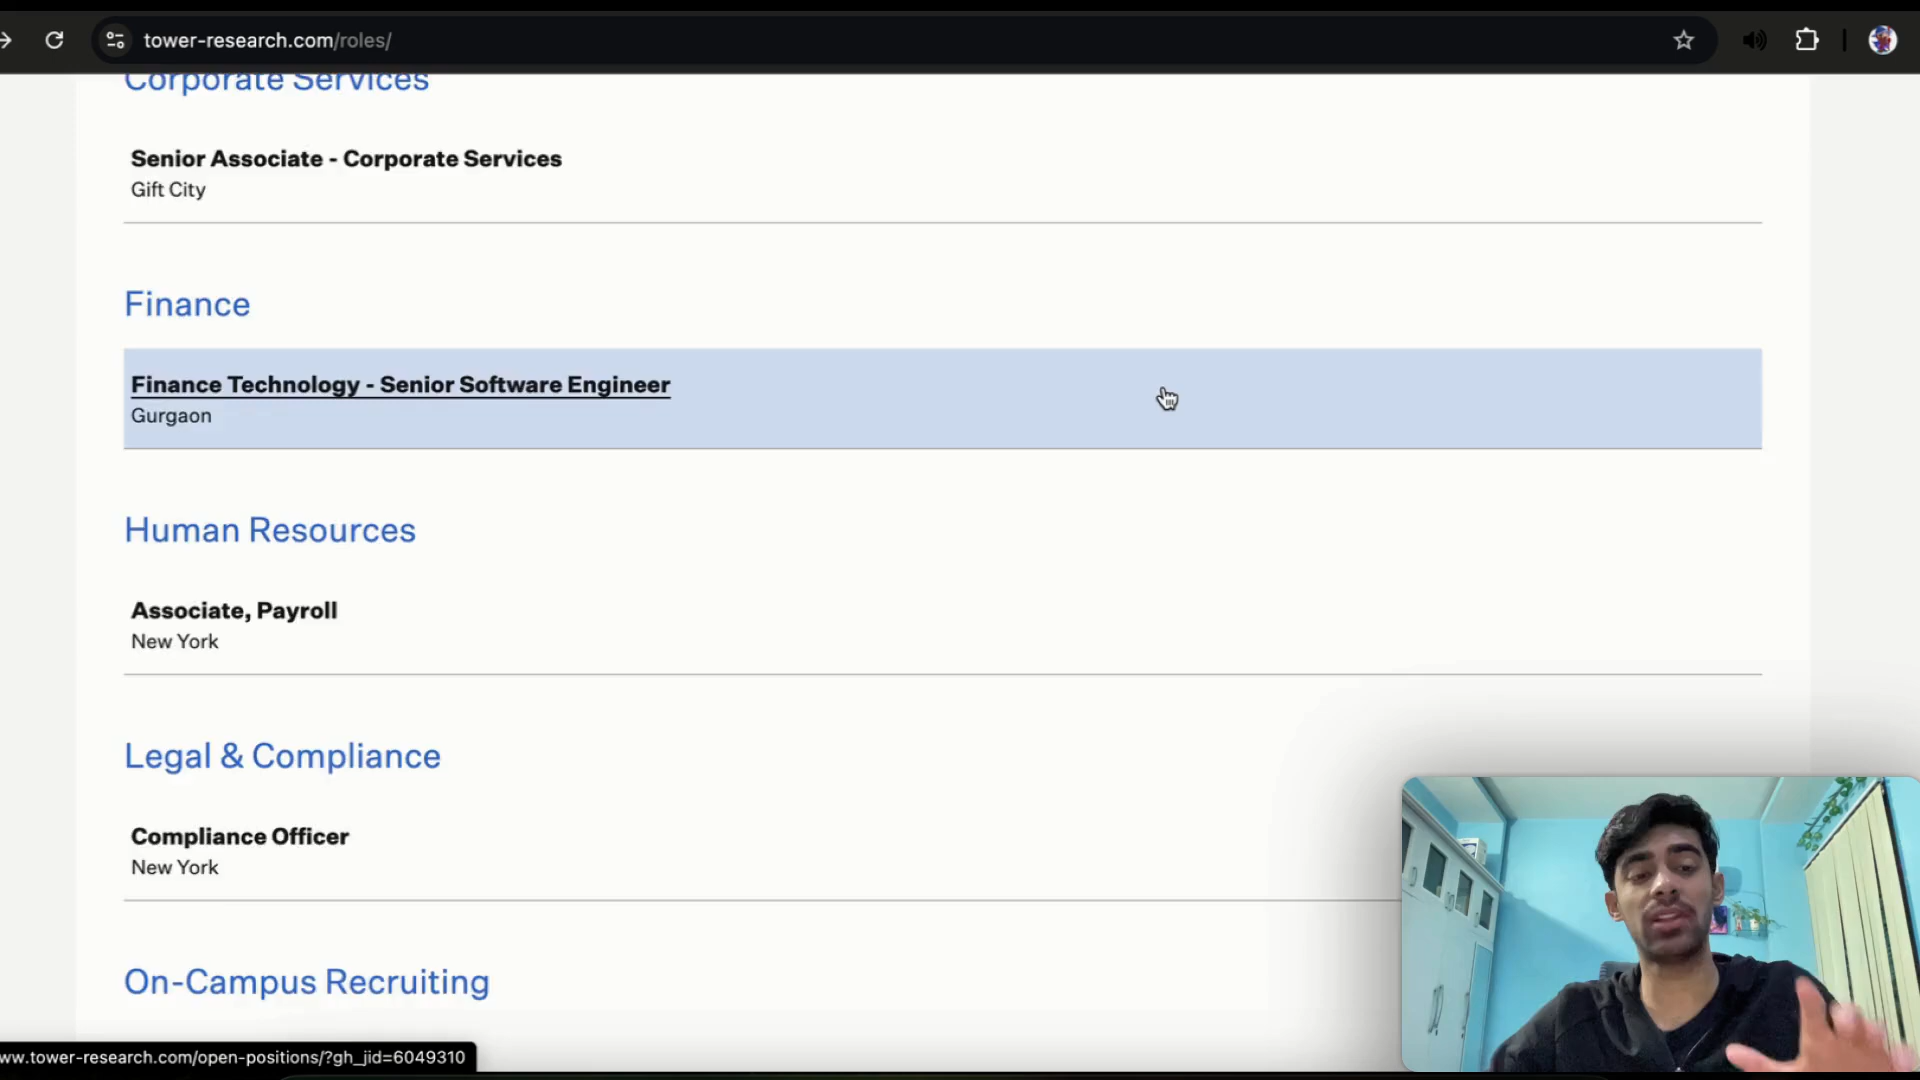 tower-research.com/roles/
Corporate Services
Senior Associate - Corporate Services
Gift City
Finance
Finance Technology - Senior Software Engineer
Gurgaon
Human Resources
Associate, Payroll
New York
Legal & Compliance
Compliance Officer
New York
On-Campus Recruiting
ww.tower-research.com/open-positions/?gh_jid=6049310